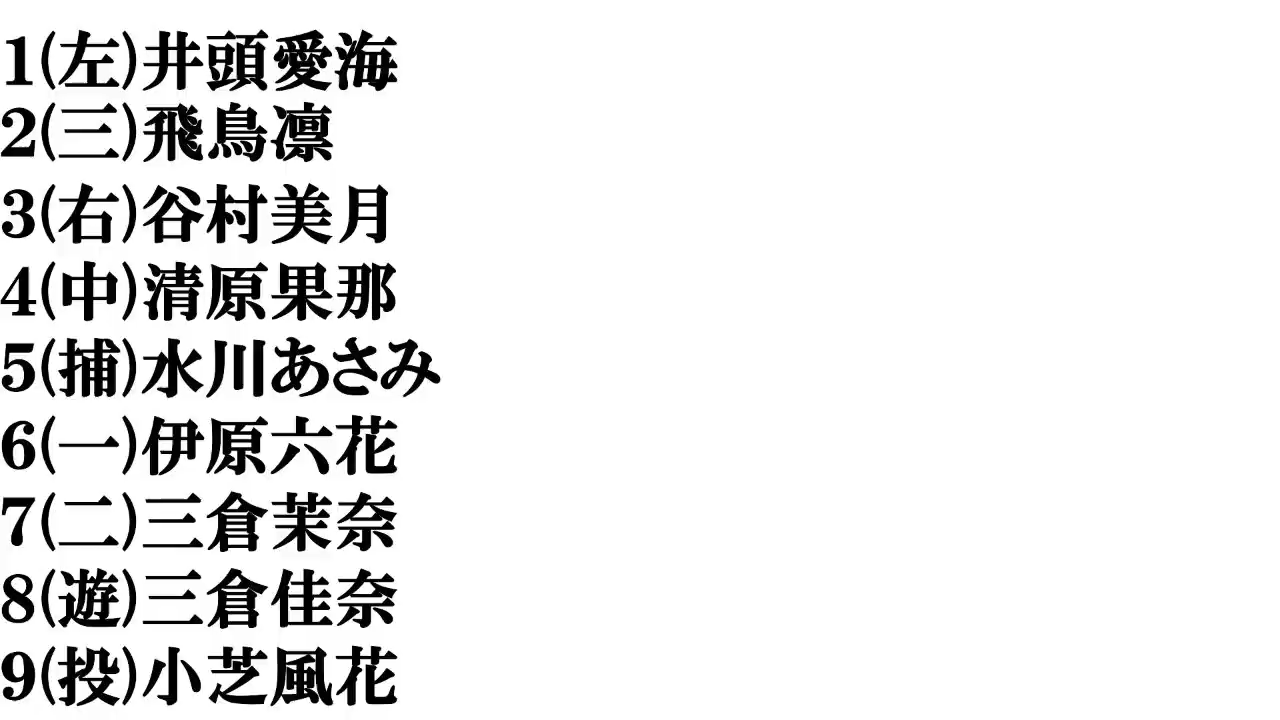 1(左)井頭愛海
2(三)飛鳥凛
3(右)谷村美月
4(中)清原果那
5(捕)水川あさみ
6(一)伊原六花
7(二)三倉茉奈
8(遊)三倉佳奈
9(投)小芝風花